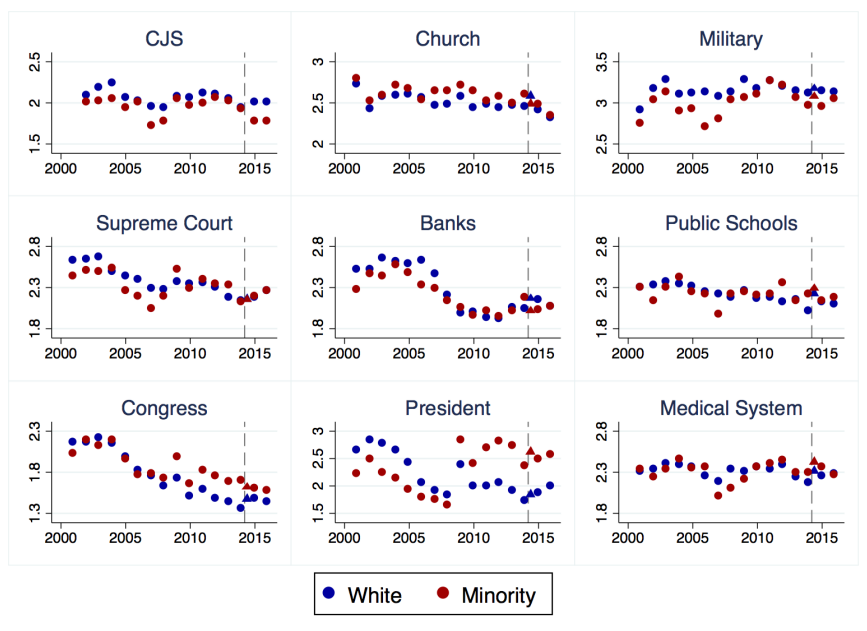 CJS
Church
Military
2.5
2
1.5
2000 2005 2010 2015
3
2.5
2
2000 2005 2010 2015
3.5
3
2.5
2000 2005 2010 2015
Supreme Court
Banks
Public Schools
2.8
2.3
1.8
2000 2005 2010 2015
2.8
2.3
1.8
2000 2005 2010 2015
2.8
2.3
1.8
2000 2005 2010 2015
Congress
President
Medical System
2.3
1.8
1.3
2000 2005 2010 2015
3
2.5
2
1.5
2000 2005 2010 2015
2.8
2.3
1.8
2000 2005 2010 2015
White Minority